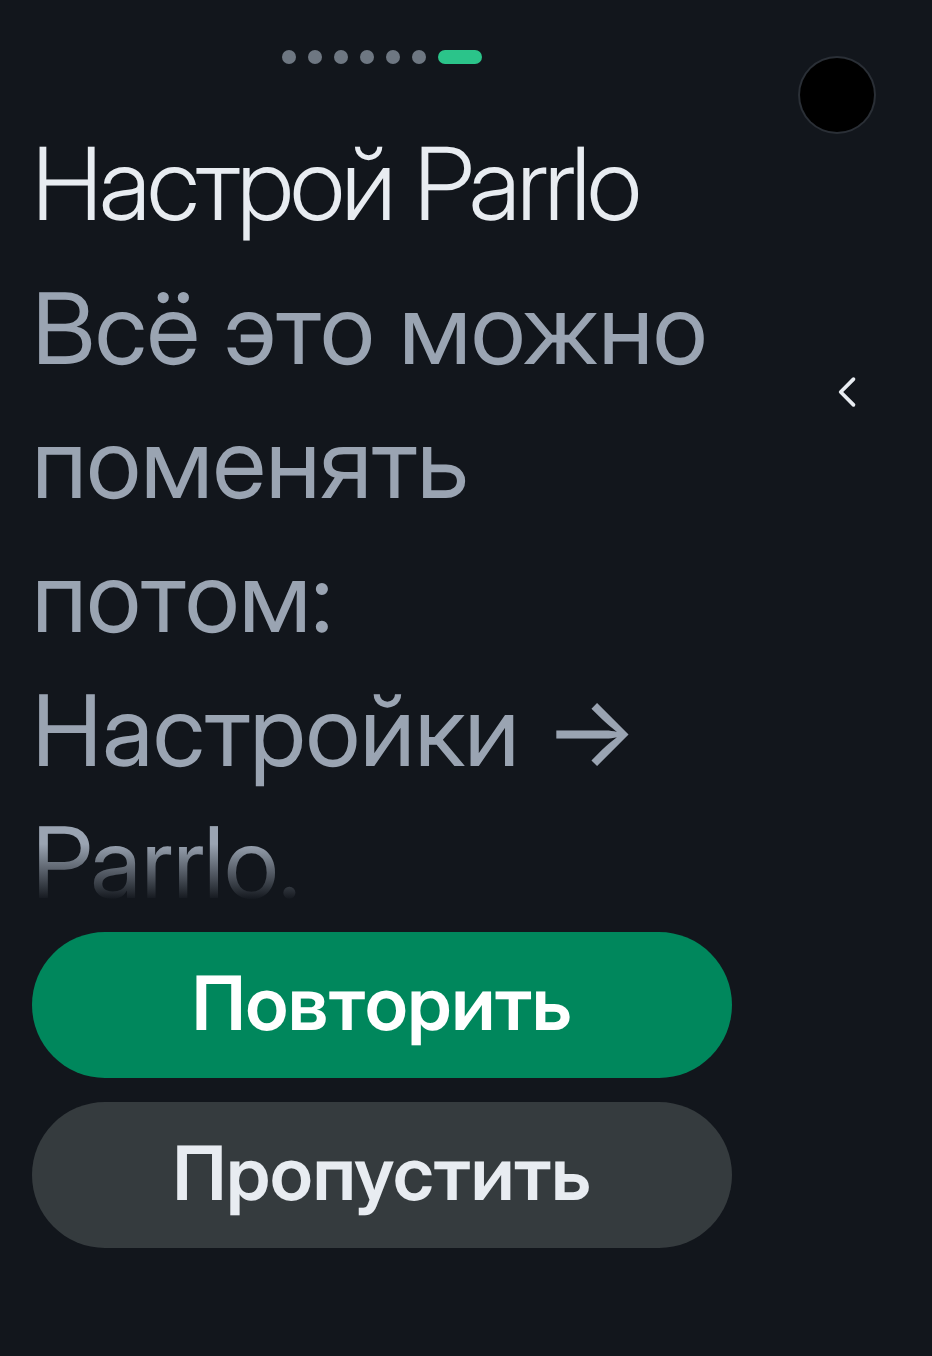 Настрой Parrlo
Всё это можно
поменять
потом:
Настройки →
Parrlo.
Повторить
Пропустить